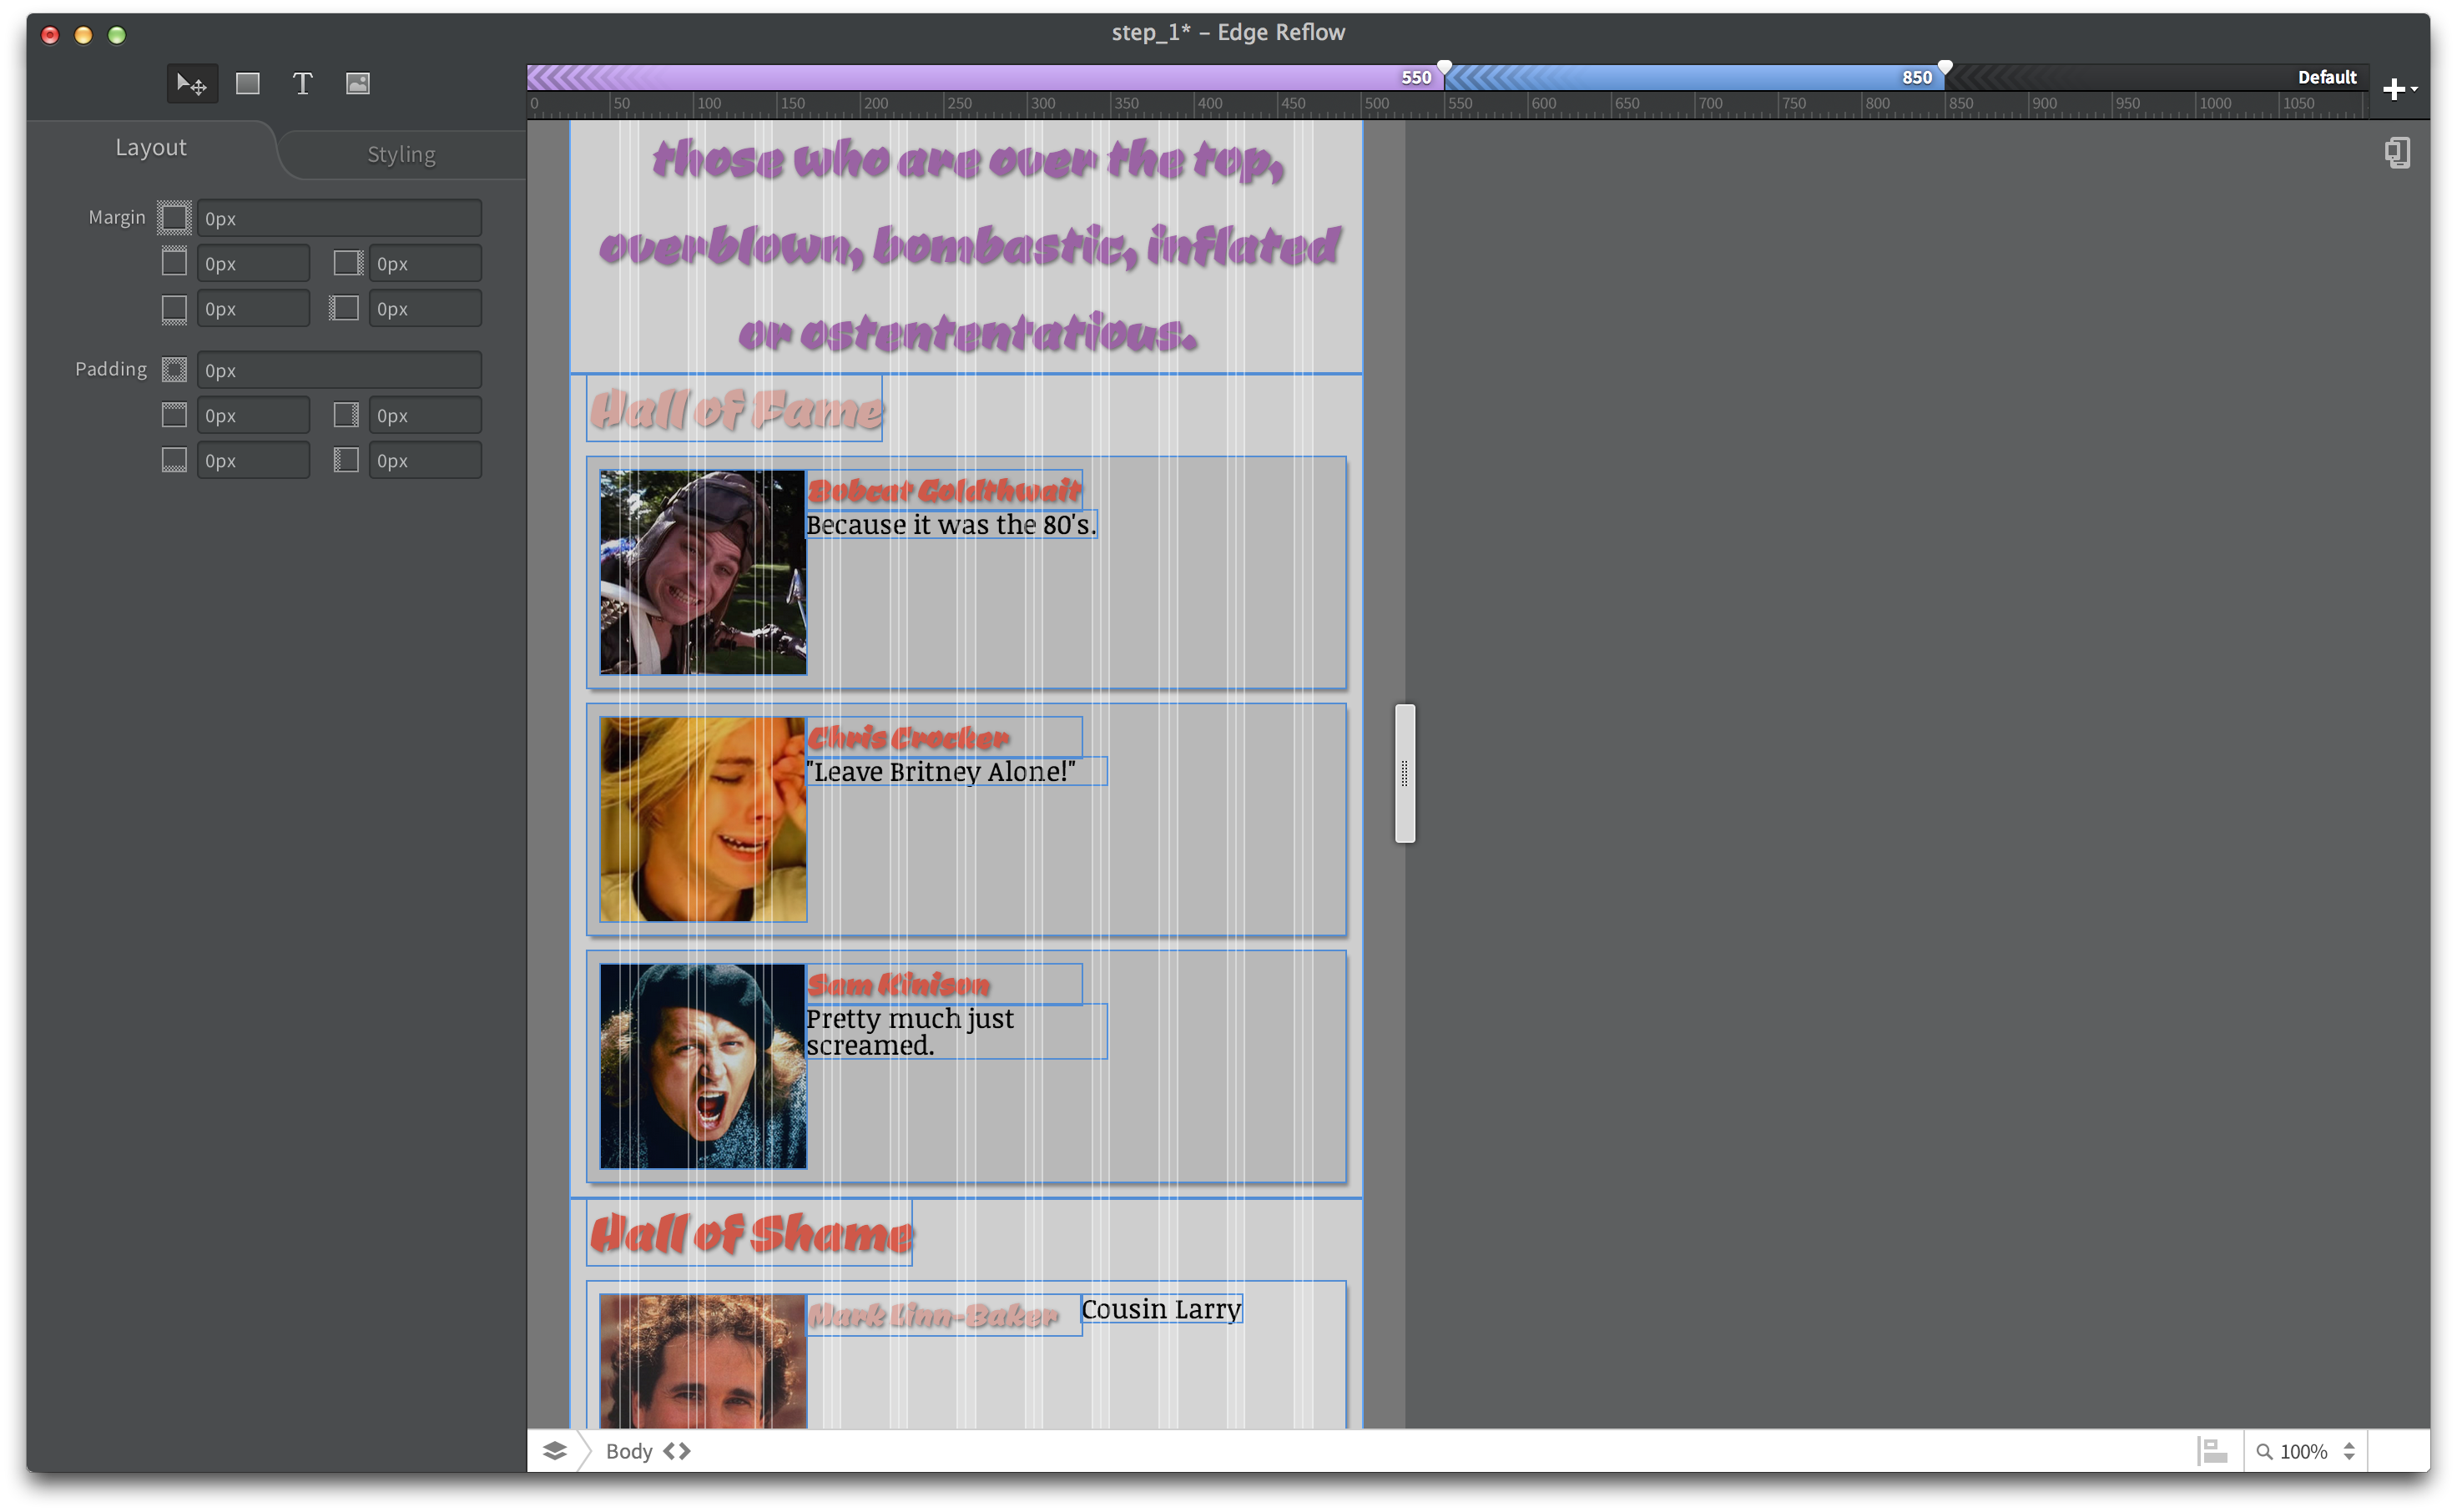 step_1* – Edge Reflow
T
550
850
Default
0 50 100 150 200 250 300 350 400 450 500 550 600 650 700 750 800 850 900 950 1000 1050
Layout
Styling
Margin
0px
0px
0px
0px
0px
Padding
0px
0px
0px
0px
0px
those who are over the top,
overblown, bombastic, inflated
or ostententatious.
Hall of Fame
Bobcat Goldthwait
Because it was the 80's.
Chris Crocker
"Leave Britney Alone!"
Sam Kinison
Pretty much just
screamed.
Hall of Shame
Mark Linn-Baker
Cousin Larry
Body
100%